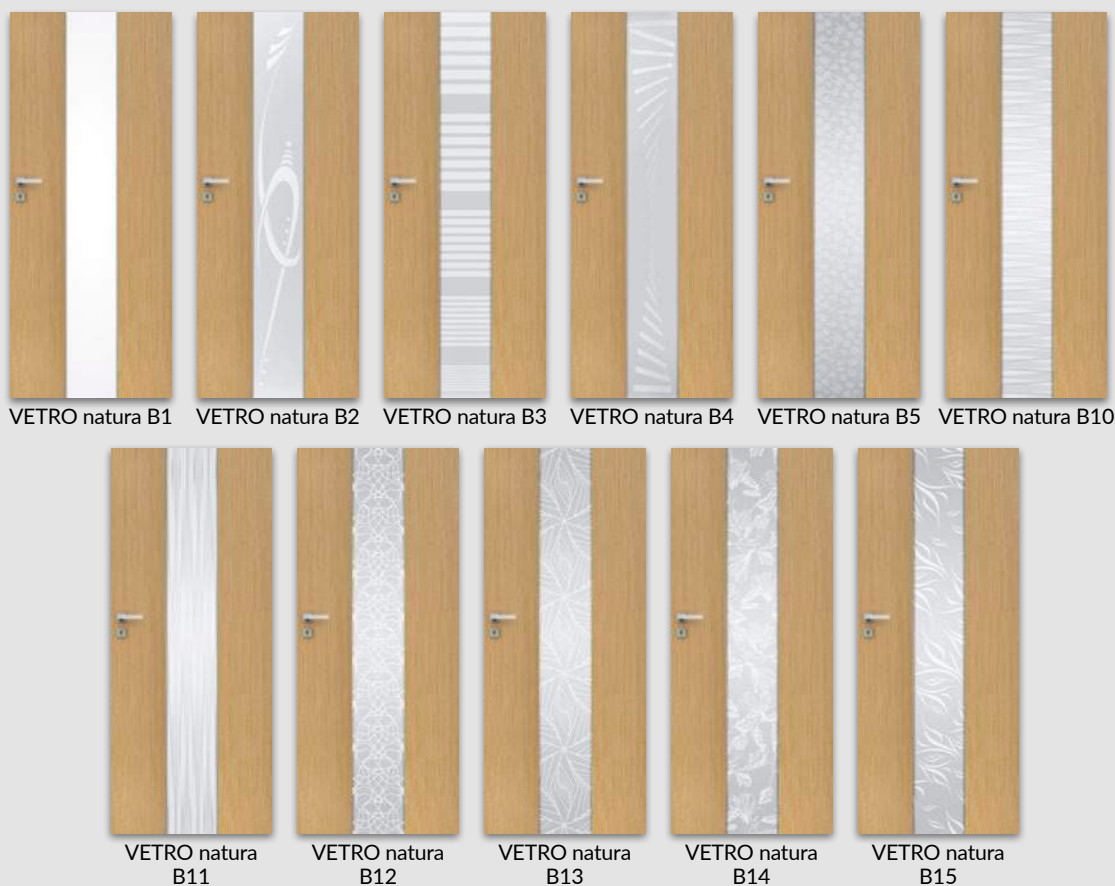 VETRO natura B1
VETRO natura B2
VETRO natura B3
VETRO natura B4
VETRO natura B5
VETRO natura B10
VETRO natura
B11
VETRO natura
B12
VETRO natura
B13
VETRO natura
B14
VETRO natura
B15